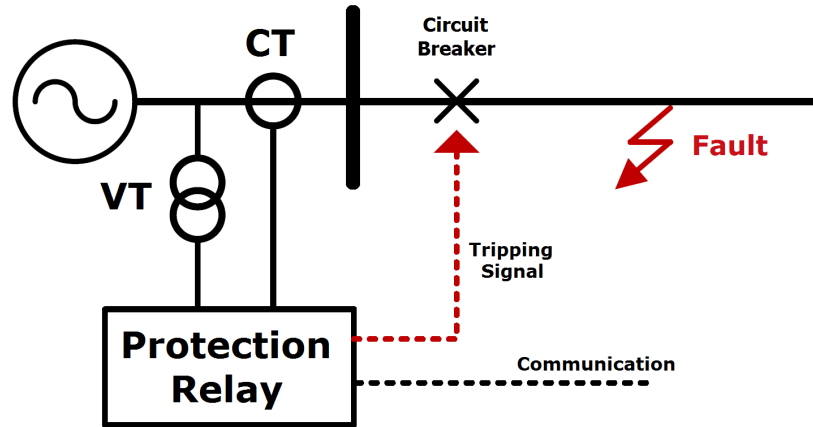 CT
Circuit
Breaker
Fault
VT
Tripping
Signal
Protection
Relay
Communication